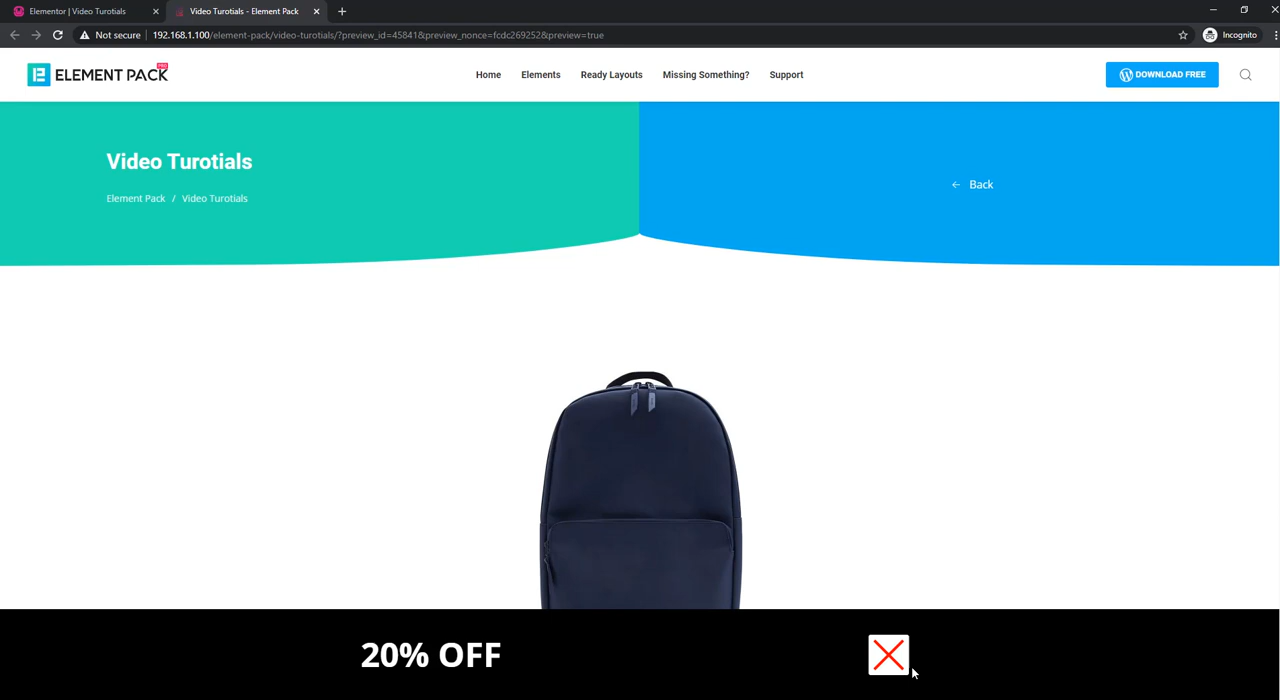 Elementor | Video Tutorials
Video Turotials - Element Pack
Not secure
192.168.1.100/element-pack/video-turotials/?preview_id=45841&preview_nonce=fcdc269252&preview=true
Incognito
ELEMENT PACK
PRO
Home
Elements
Ready Layouts
Missing Something?
Support
DOWNLOAD FREE
Video Turotials
Element Pack / Video Turotials
← Back
20% OFF